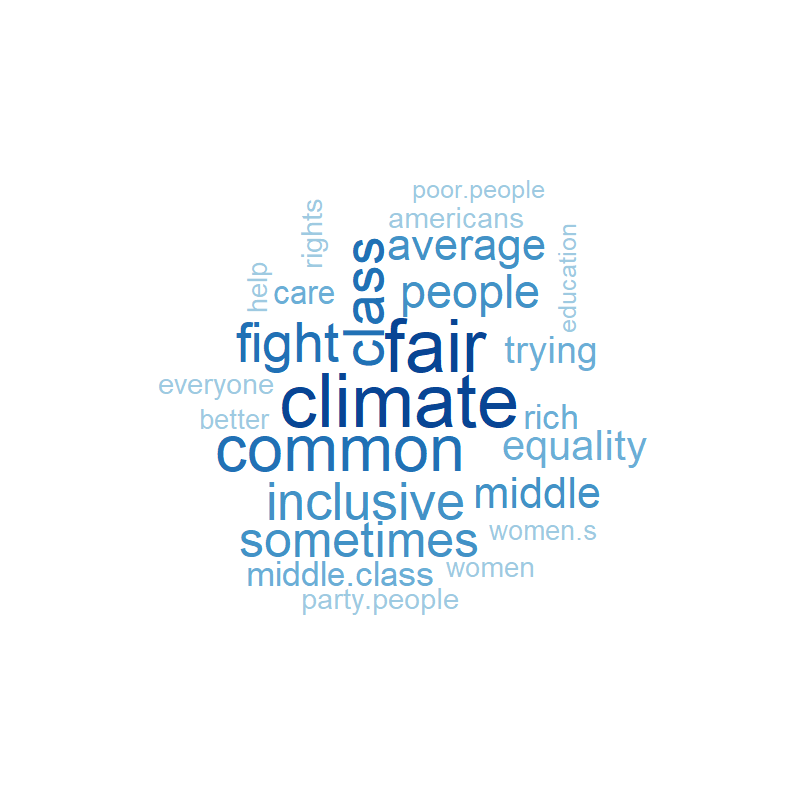 poor.people
americans
rights
average
education
class
help
care
people
fight
fair
trying
everyone
climate
better
rich
common
equality
inclusive
middle
sometimes
women.s
middle.class
women
party.people